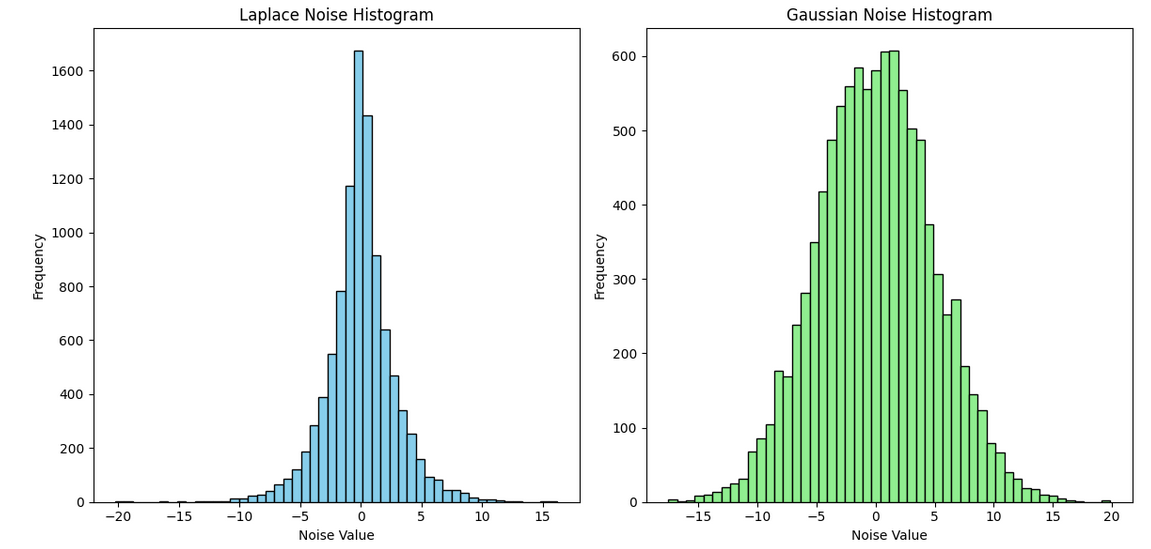 Laplace Noise Histogram
Frequency
1600
1400
1200
1000
800
600
400
200
0
−20 −15 −10 −5 0 5 10 15
Noise Value
Gaussian Noise Histogram
Frequency
600
500
400
300
200
100
0
−15 −10 −5 0 5 10 15 20
Noise Value